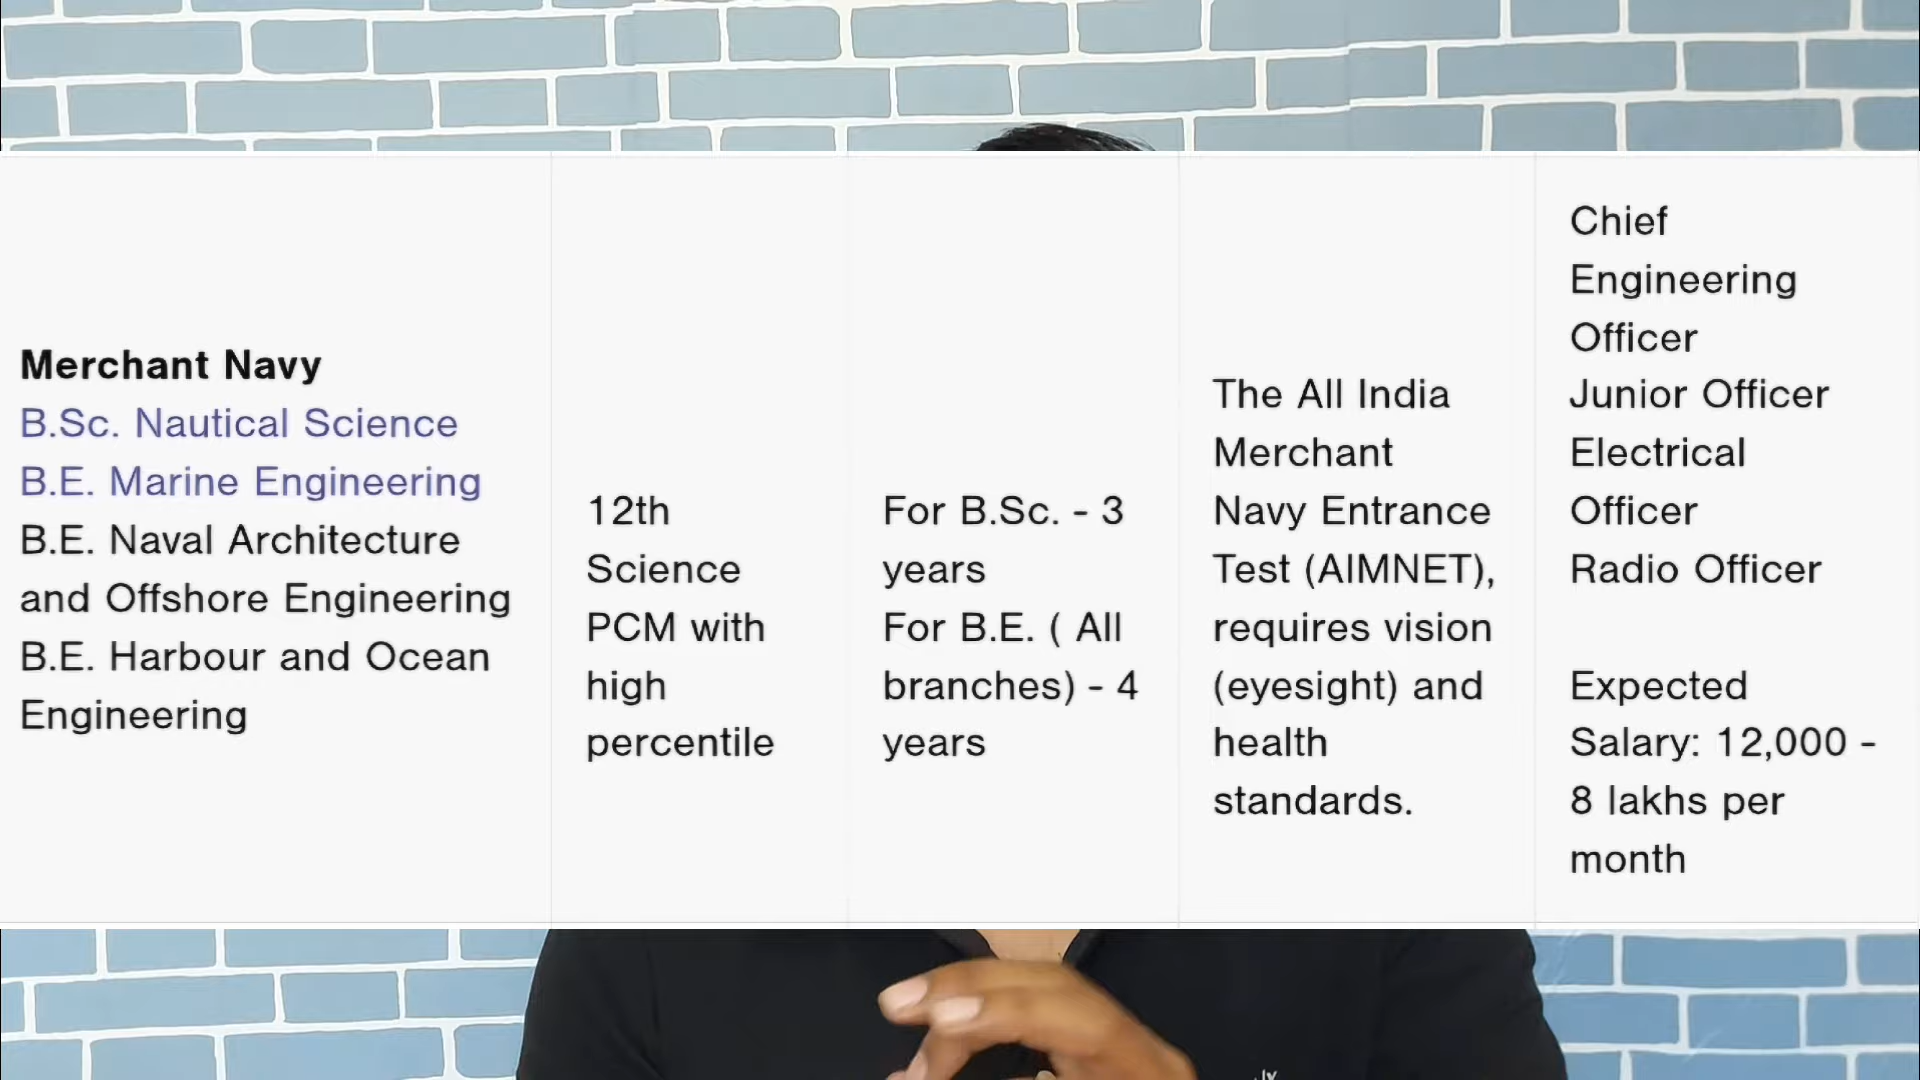 Merchant Navy
B.Sc. Nautical Science
B.E. Marine Engineering
B.E. Naval Architecture
and Offshore Engineering
B.E. Harbour and Ocean
Engineering
12th
Science
PCM with
high
percentile
For B.Sc. - 3
years
For B.E. ( All
branches) - 4
years
The All India
Merchant
Navy Entrance
Test (AIMNET),
requires vision
(eyesight) and
health
standards.
Chief
Engineering
Officer
Junior Officer
Electrical
Officer
Radio Officer
Expected
Salary: 12,000 -
8 lakhs per
month